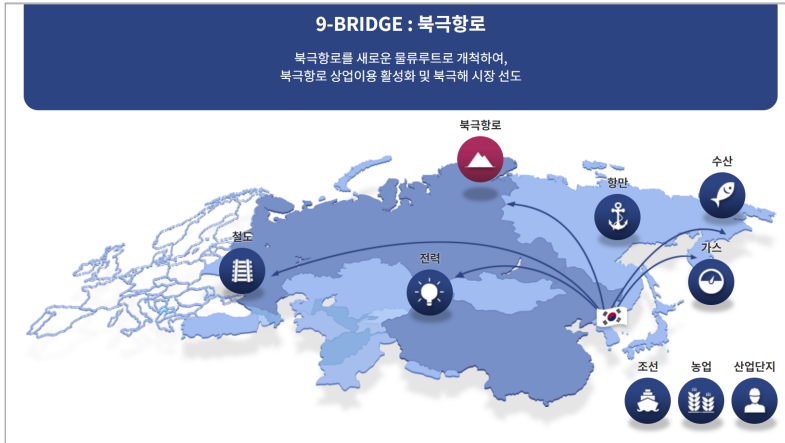 9-BRIDGE : 북극항로
북극항로를 새로운 물류루트로 개척하여,
북극항로 상업이용 활성화 및 북극해 시장 선도
북극항로
수산
항만
철도
가스
전력
조선 농업 산업단지